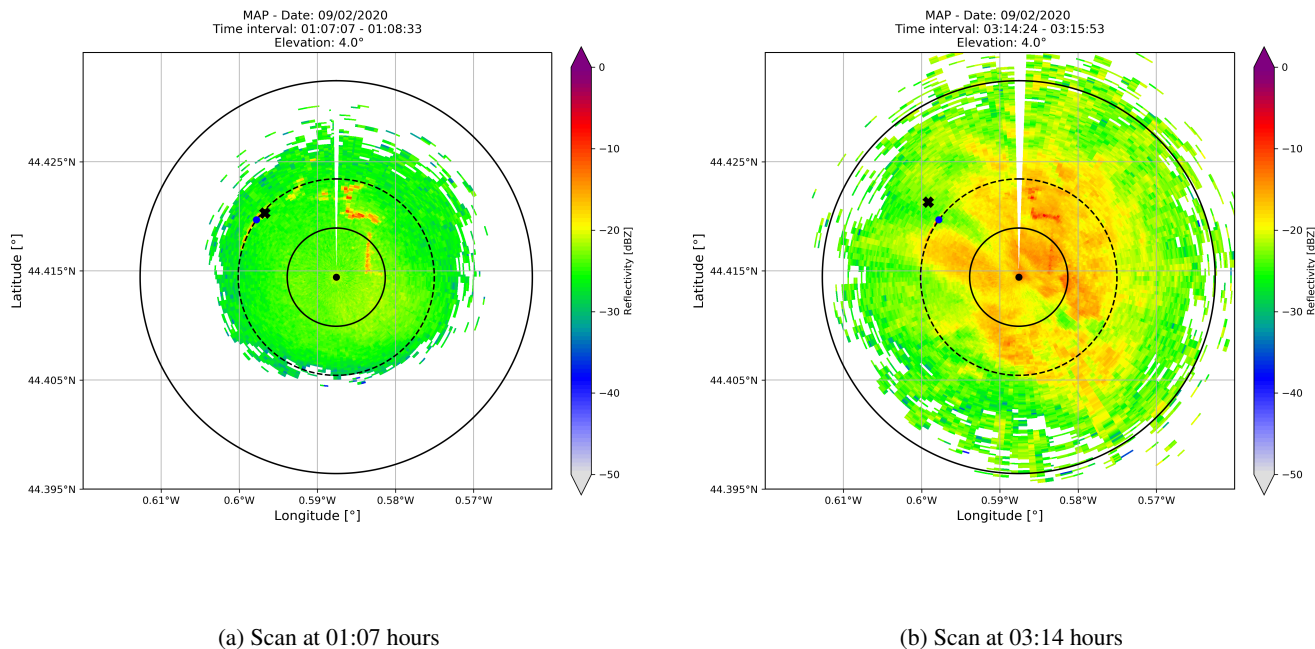 MAP - Date: 09/02/2020
Time interval: 01:07:07 - 01:08:33
Elevation: 4.0°
44.425°N
44.415°N
44.405°N
44.395°N
Latitude [°]
0.61°W 0.6°W 0.59°W 0.58°W 0.57°W
Longitude [°]
0
−10
−20
−30
−40
−50
Reflectivity [dBZ]
MAP - Date: 09/02/2020
Time interval: 03:14:24 - 03:15:53
Elevation: 4.0°
44.425°N
44.415°N
44.405°N
44.395°N
Latitude [°]
0.61°W 0.6°W 0.59°W 0.58°W 0.57°W
Longitude [°]
0
−10
−20
−30
−40
−50
Reflectivity [dBZ]
(a) Scan at 01:07 hours
(b) Scan at 03:14 hours